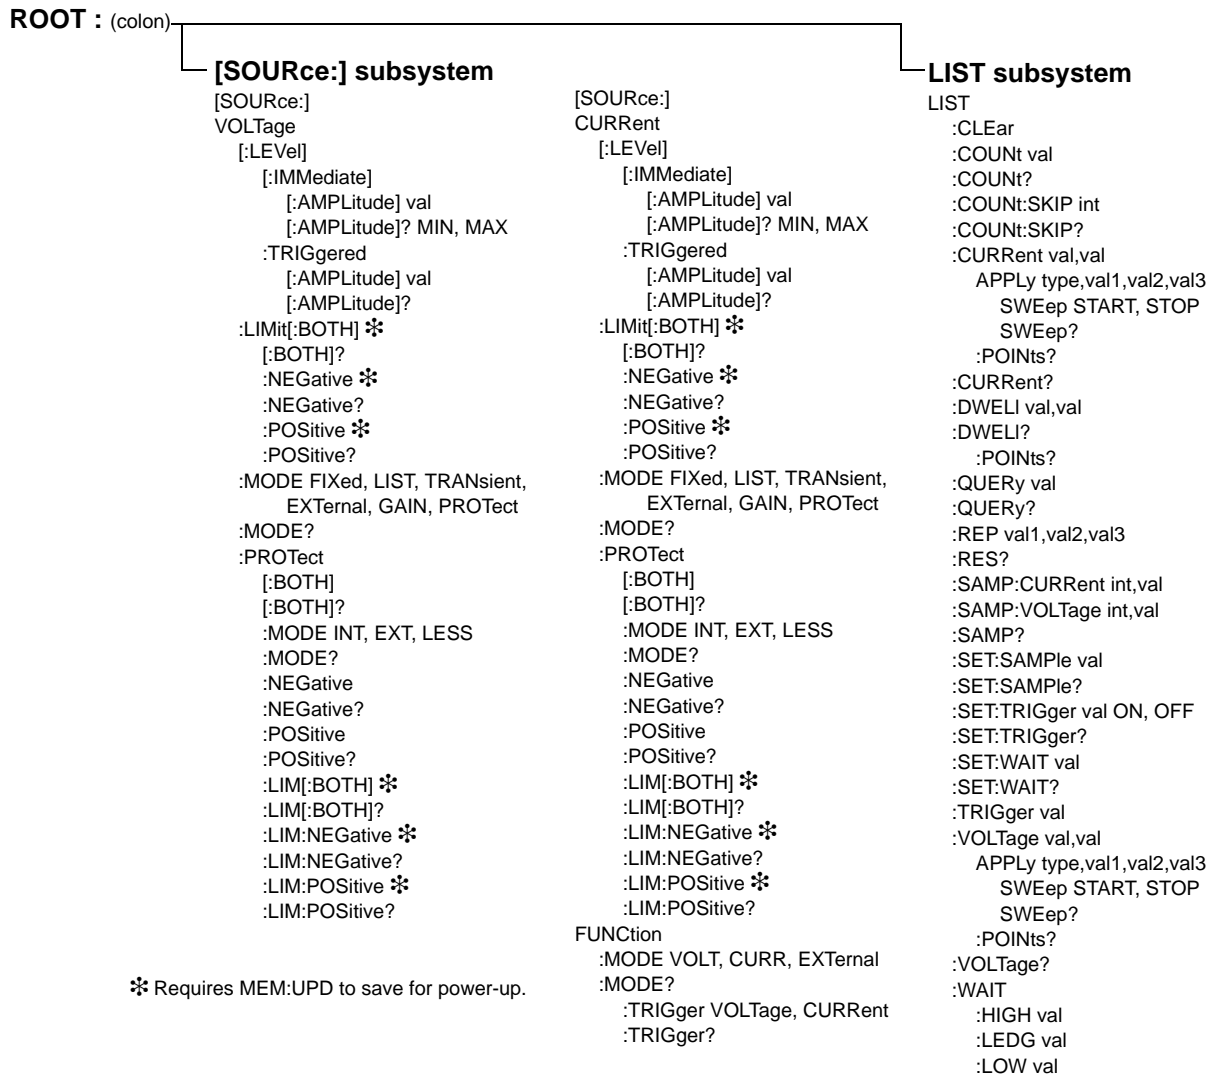 ROOT : (colon)
[SOURce:] subsystem
[SOURce:]
VOLTage
[:LEVel]
[:IMMediate]
[:AMPLitude] val
[:AMPLitude]? MIN, MAX
:TRIGgered
[:AMPLitude] val
[:AMPLitude]?
:LIMit[:BOTH] ✻
[:BOTH]?
:NEGative ✻
:NEGative?
:POSitive ✻
:POSitive?
:MODE FIXed, LIST, TRANsient,
EXTernal, GAIN, PROTect
:MODE?
:PROTect
[:BOTH]
[:BOTH]?
:MODE INT, EXT, LESS
:MODE?
:NEGative
:NEGative?
:POSitive
:POSitive?
:LIM[:BOTH] ✻
:LIM[:BOTH]?
:LIM:NEGative ✻
:LIM:NEGative?
:LIM:POSitive ✻
:LIM:POSitive?
✻ Requires MEM:UPD to save for power-up.
[SOURce:]
CURRent
[:LEVel]
[:IMMediate]
[:AMPLitude] val
[:AMPLitude]? MIN, MAX
:TRIGgered
[:AMPLitude] val
[:AMPLitude]?
:LIMit[:BOTH] ✻
[:BOTH]?
:NEGative ✻
:NEGative?
:POSitive ✻
:POSitive?
:MODE FIXed, LIST, TRANsient,
EXTernal, GAIN, PROTect
:MODE?
:PROTect
[:BOTH]
[:BOTH]?
:MODE INT, EXT, LESS
:MODE?
:NEGative
:NEGative?
:POSitive
:POSitive?
:LIM[:BOTH] ✻
:LIM[:BOTH]?
:LIM:NEGative ✻
:LIM:NEGative?
:LIM:POSitive ✻
:LIM:POSitive?
FUNCtion
:MODE VOLT, CURR, EXTernal
:MODE?
:TRIGger VOLTage, CURRent
:TRIGger?
LIST subsystem
LIST
:CLEar
:COUNt val
:COUNt?
:COUNt:SKIP int
:COUNt:SKIP?
:CURRent val,val
APPLy type,val1,val2,val3
SWEep START, STOP
SWEep?
:POINts?
:CURRent?
:DWELl val,val
:DWELl?
:POINts?
:QUERy val
:QUERy?
:REP val1,val2,val3
:RES?
:SAMP:CURRent int,val
:SAMP:VOLTage int,val
:SAMP?
:SET:SAMPle val
:SET:SAMPle?
:SET:TRIGger val ON, OFF
:SET:TRIGger?
:SET:WAIT val
:SET:WAIT?
:TRIGger val
:VOLTage val,val
APPLy type,val1,val2,val3
SWEep START, STOP
SWEep?
:POINts?
:VOLTage?
:WAIT
:HIGH val
:LEDG val
:LOW val